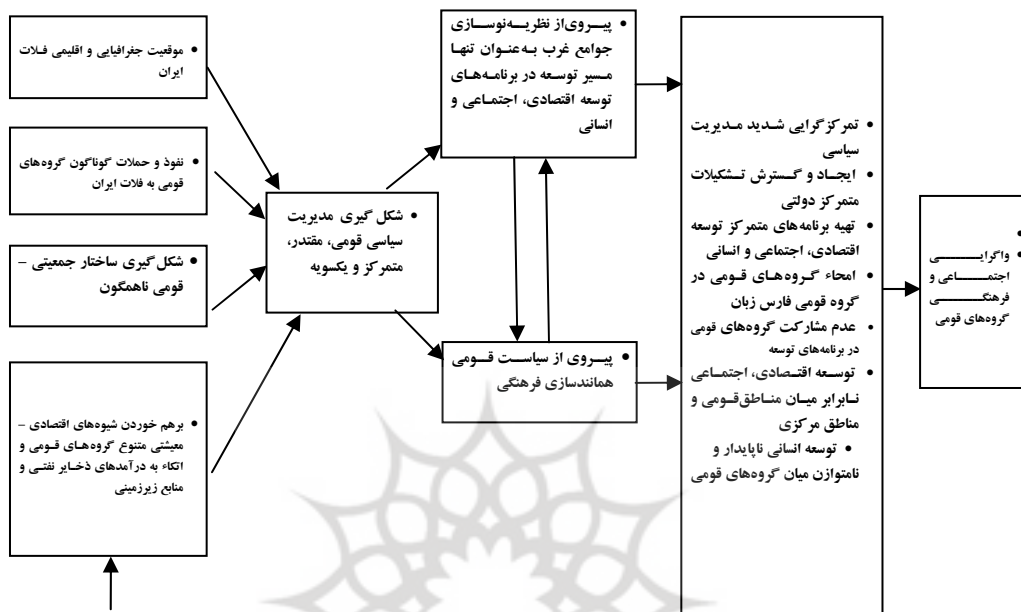 • موقعیت جغرافیایی و اقلیمی فلات
ایران
• نفوذ و حملات گوناگون گروه‌های
قومی به فلات ایران
• شکل‌گیری ساختار جمعیتی –
قومی ناهمگون
• برهم خوردن شیوه‌های اقتصادی –
معیشتی متنوع گروه‌های قومی و
اتکاء به درآمدهای ذخایر نفتی و
منابع زیرزمینی
• شکل گیری مدیریت
سیاسی قومی، مقتدر،
متمرکز و یکسویه
• پیروی از نظریه نوسازی
جوامع غرب به‌عنوان تنها
مسیر توسعه در برنامه‌های
توسعه اقتصادی، اجتماعی و
انسانی
• پیروی از سیاست قومی
همانندسازی فرهنگی
• تمرکزگرایی شدید مدیریت
سیاسی
• ایجاد و گسترش تشکیلات
متمرکز دولتی
• تهیه برنامه‌های متمرکز توسعه
اقتصادی، اجتماعی و انسانی
• امحاء گروه‌های قومی در
گروه قومی فارس زبان
• عدم مشارکت گروه‌های قومی
در برنامه‌های توسعه
• توسعه اقتصادی، اجتماعی
نابرابر میان مناطق قومی و
مناطق مرکزی
• توسعه انسانی ناپایدار و
نامتوازن میان گروه‌های قومی
•
• واگرایی
اجتماعی و
فرهنگی
گروه‌های قومی